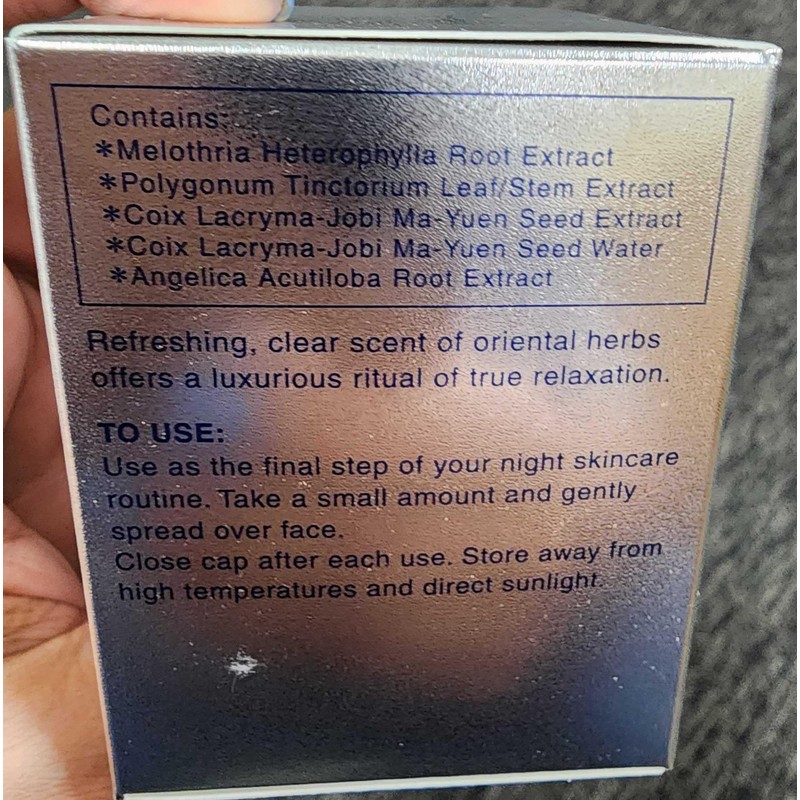 Contains:
*Melothria Heterophylla Root Extract
*Polygonum Tinctorium Leaf/Stem Extract
*Coix Lacryma-Jobi Ma-Yuen Seed Extract
*Coix Lacryma-Jobi Ma-Yuen Seed Water
*Angelica Acutiloba Root Extract
Refreshing, clear scent of oriental herbs
offers a luxurious ritual of true relaxation.
TO USE:
Use as the final step of your night skincare
routine. Take a small amount and gently
spread over face.
Close cap after each use. Store away from
high temperatures and direct sunlight.